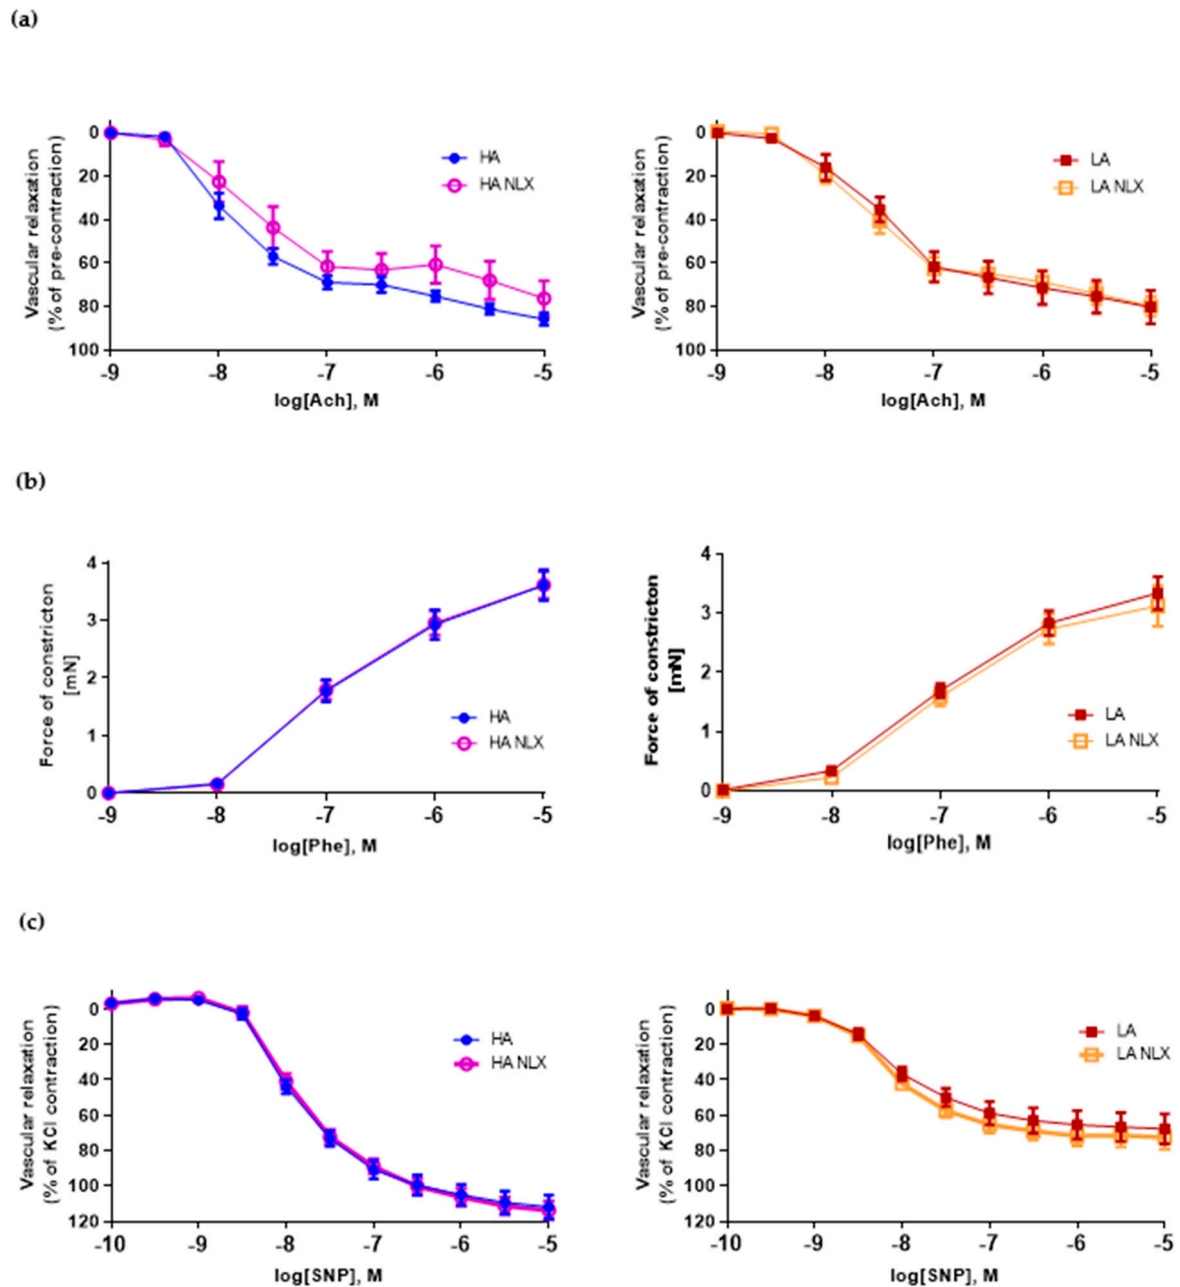 (a)
Vascular relaxation
(% of pre-contraction)
0
20
40
60
80
100
HA
HA NLX
-9 -8 -7 -6 -5
log[Ach], M
Vascular relaxation
(% of pre-contraction)
0
20
40
60
80
100
LA
LA NLX
-9 -8 -7 -6 -5
log[Ach], M
(b)
Force of constricton
[mN]
4
3
2
1
0
HA
HA NLX
-9 -8 -7 -6 -5
log[Phe], M
Force of constricton
[mN]
4
3
2
1
0
LA
LA NLX
-9 -8 -7 -6 -5
log[Phe], M
(c)
Vascular relaxation
(% of KCl contraction)
0
20
40
60
80
100
120
HA
HA NLX
-10 -9 -8 -7 -6 -5
log[SNP], M
Vascular relaxation
(% of KCl contraction)
0
20
40
60
80
100
120
LA
LA NLX
-10 -9 -8 -7 -6 -5
log[SNP], M